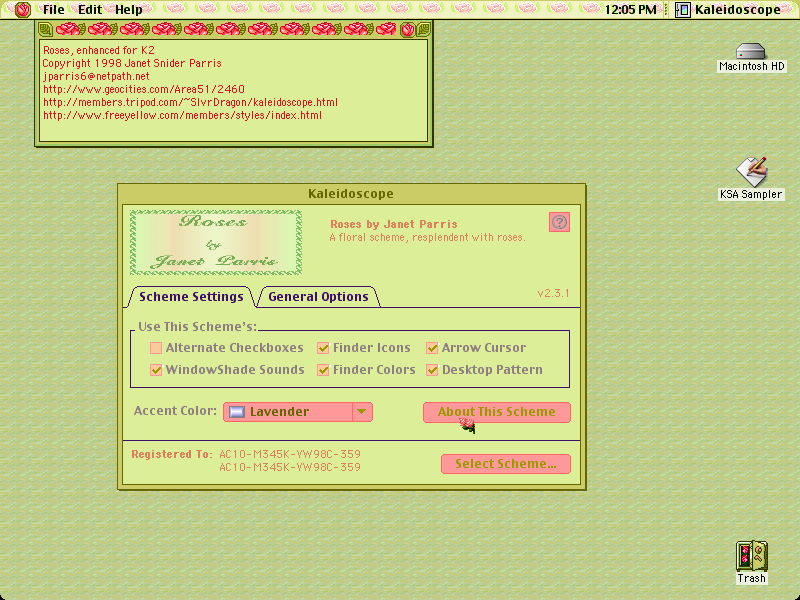 File Edit Help 12:05 PM Kaleidoscope
Roses, enhanced for K2
Copyright 1998 Janet Snider Parris
jparris6@netpath.net
http://www.geocities.com/Area51/2460
http://members.tripod.com/~SlvrDragon/kaleidoscope.html
http://www.freeyellow.com/members/styles/index.html
Macintosh HD
KSA Sampler
Kaleidoscope
Roses
by
Janet Parris
Roses by Janet Parris
A floral scheme, resplendent with roses.
?
Scheme Settings General Options v2.3.1
Use This Scheme's:
Alternate Checkboxes Finder Icons Arrow Cursor
WindowShade Sounds Finder Colors Desktop Pattern
Accent Color: Lavender About This Scheme
Registered To: AC10-M345K-VW98C-359
AC10-M345K-VW98C-359
Select Scheme...
Trash